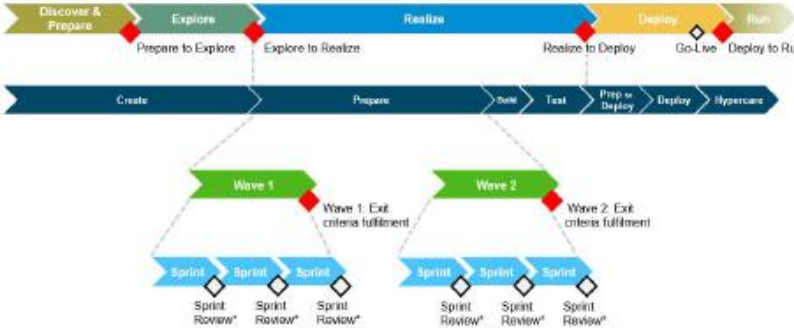 Discover &
Prepare
Explore
Realize
Deploy
Run
Prepare to Explore
Explore to Realize
Realize to Deploy
Go-Live
Deploy to Ru
Create
Prepare
Build
Test
Prep to
Deploy
Deploy
Hypercare
Wave 1
Wave 2
Wave 1: Exit
criteria fulfilment
Wave 2: Exit
criteria fulfilment
Sprint
Sprint
Sprint
Sprint
Sprint
Sprint
Sprint
Review*
Sprint
Review*
Sprint
Review*
Sprint
Review*
Sprint
Review*
Sprint
Review*